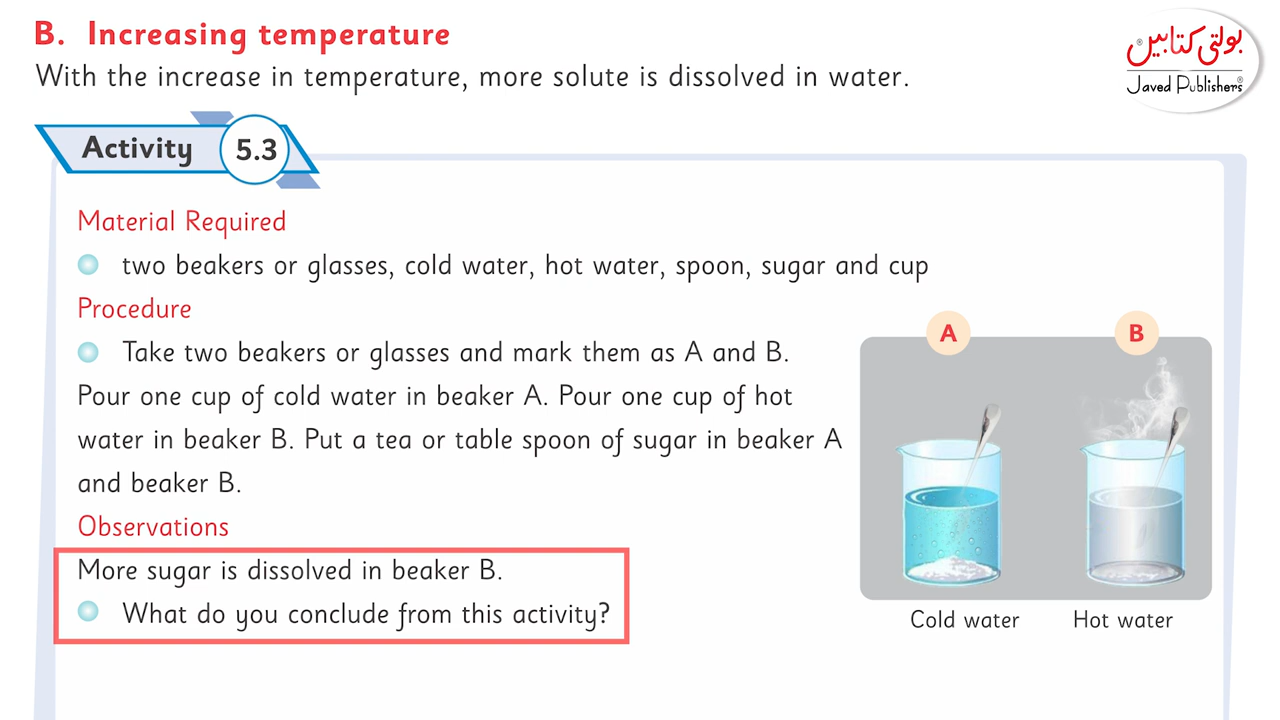 B. Increasing temperature
بولتی کتابیں
Javed Publishers
With the increase in temperature, more solute is dissolved in water.
Activity 5.3
Material Required
two beakers or glasses, cold water, hot water, spoon, sugar and cup
Procedure
Take two beakers or glasses and mark them as A and B.
Pour one cup of cold water in beaker A. Pour one cup of hot
water in beaker B. Put a tea or table spoon of sugar in beaker A
and beaker B.
Observations
More sugar is dissolved in beaker B.
What do you conclude from this activity?
A B
Cold water Hot water